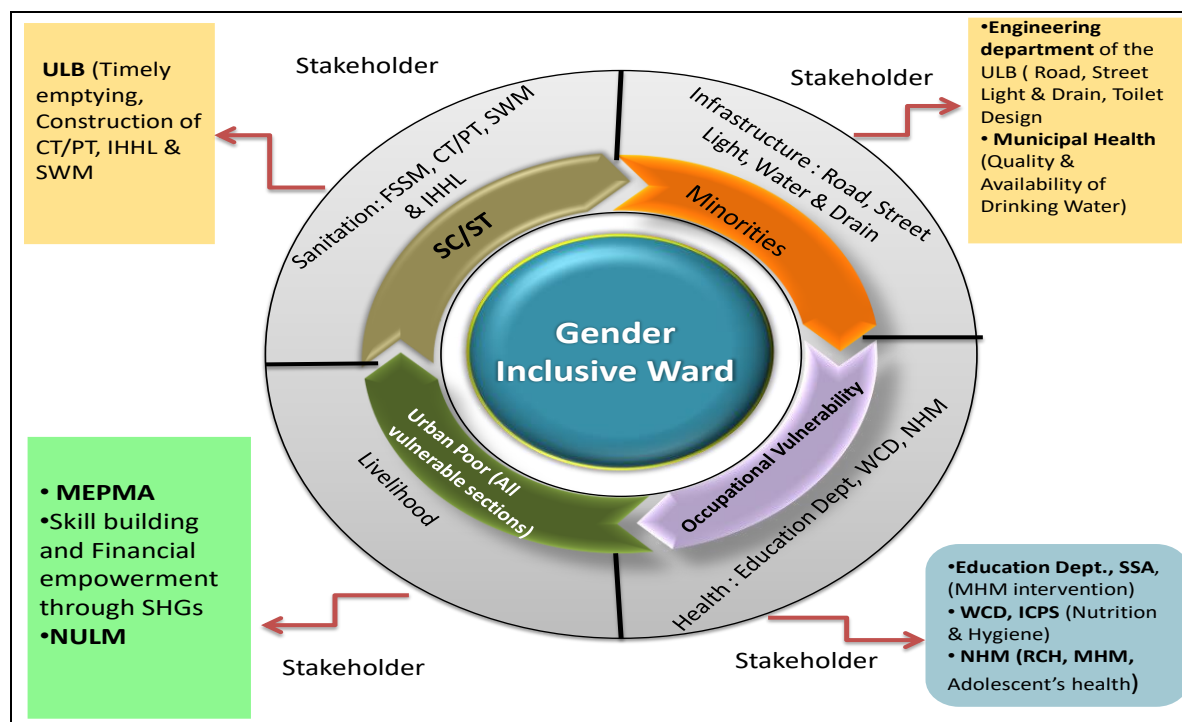 ULB (Timely
emptying,
Construction of
CT/PT, IHHL &
SWM
Stakeholder
Stakeholder
•Engineering
department of the
ULB ( Road, Street
Light & Drain, Toilet
Design
• Municipal Health
(Quality &
Availability of
Drinking Water)
Sanitation: FSSM, CT/PT, SWM
& IHHL
Infrastructure : Road, Street
Light, Water & Drain
SC/ST
Minorities
Gender
Inclusive Ward
Urban Poor (All
vulnerable sections)
Occupational Vulnerability
Livelihood
Health : Education Dept, WCD, NHM
• MEPMA
•Skill building
and Financial
empowerment
through SHGs
•NULM
Stakeholder
Stakeholder
•Education Dept., SSA,
(MHM intervention)
• WCD, ICPS (Nutrition
& Hygiene)
• NHM (RCH, MHM,
Adolescent’s health)